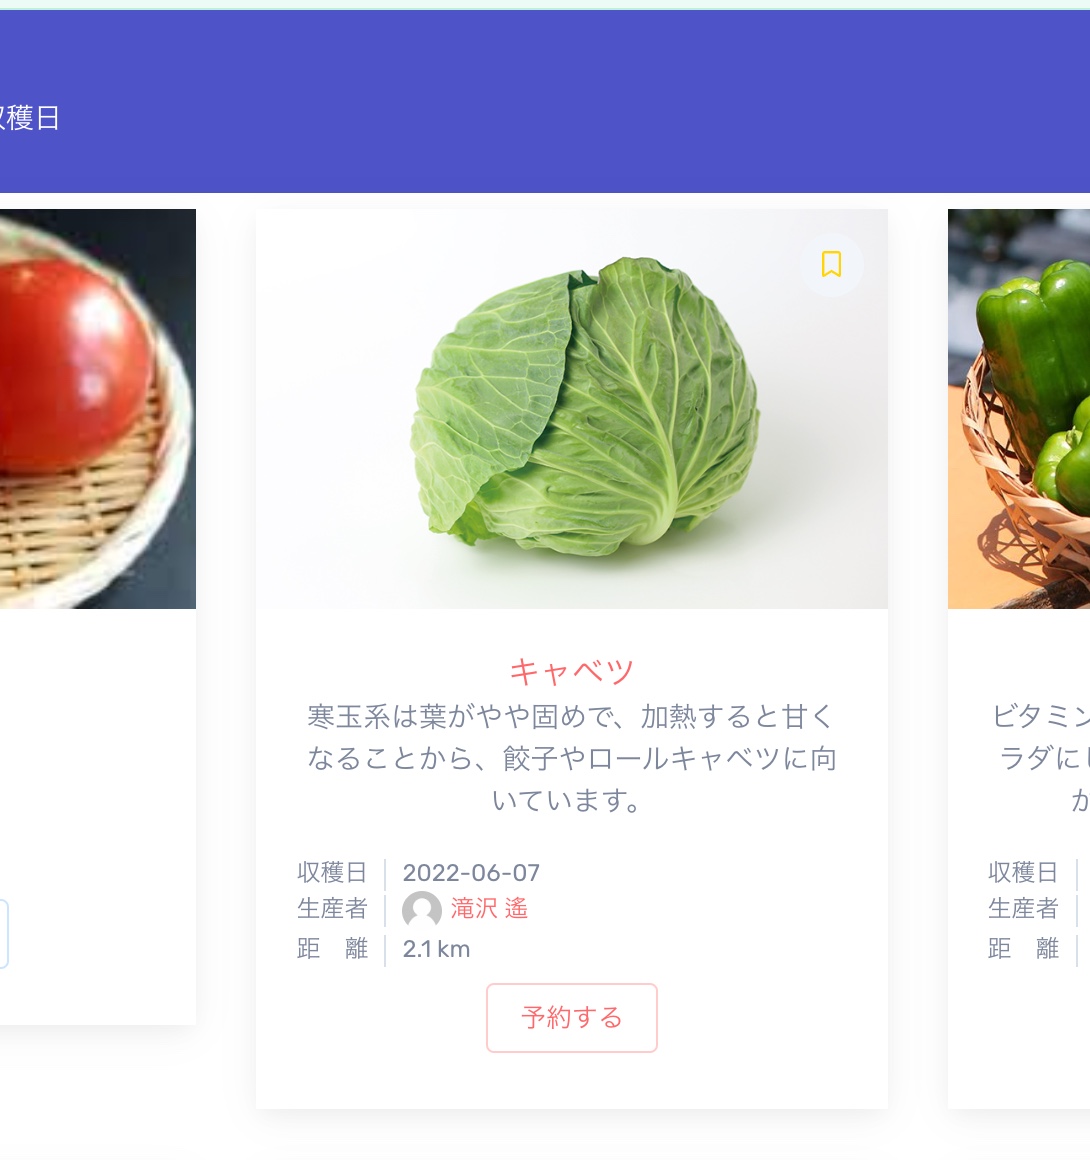 収穫日
キャベツ
寒玉系は葉がやや固めで、加熱すると甘く
なることから、餃子やロールキャベツに向
いています。
収穫日 2022-06-07
生産者 滝沢 遙
距　離 2.1 km
予約する
ビタミン
ラダに
収穫日
生産者
距　離